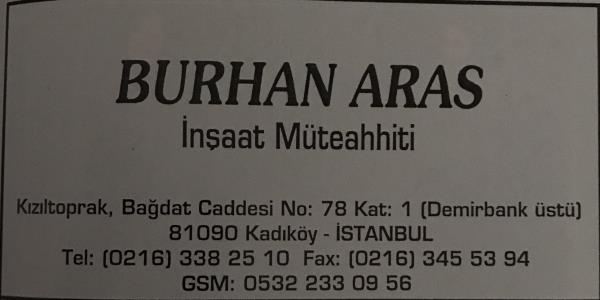 BURHAN ARAS
İnşaat Müteahhiti
Kızıltoprak, Bağdat Caddesi No: 78 Kat: 1 (Demirbank üstü)
81090 Kadıköy - İSTANBUL
Tel: (0216) 338 25 10 Fax: (0216) 345 53 94
GSM: 0532 233 09 56